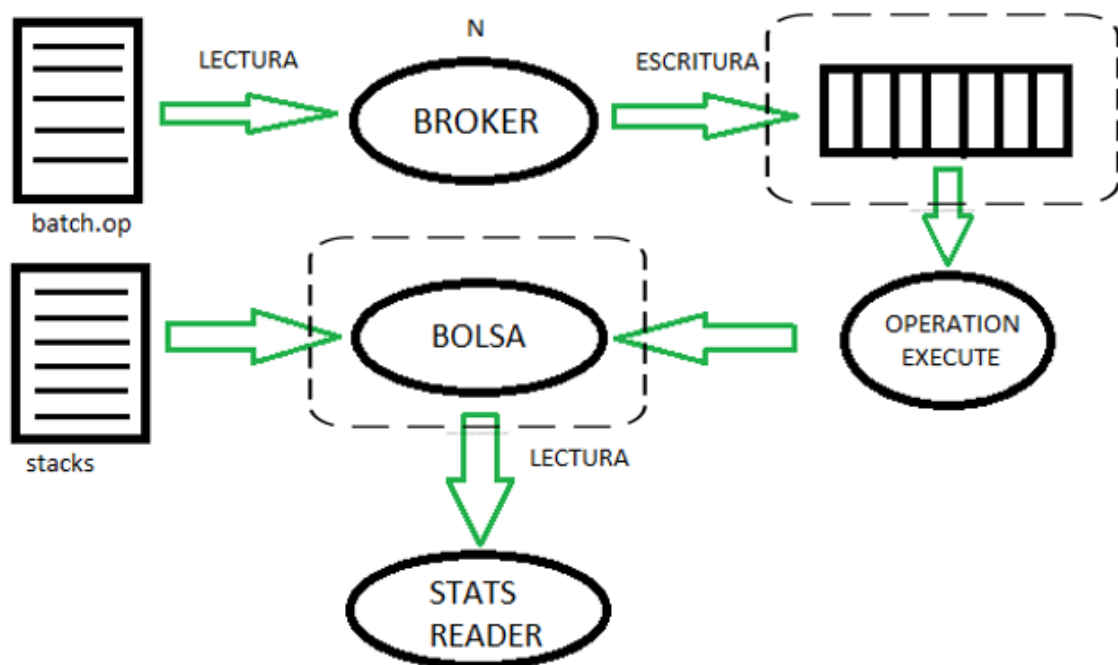 N
LECTURA
BROKER
ESCRITURA
batch.op
BOLSA
OPERATION
EXECUTE
stacks
LECTURA
STATS
READER